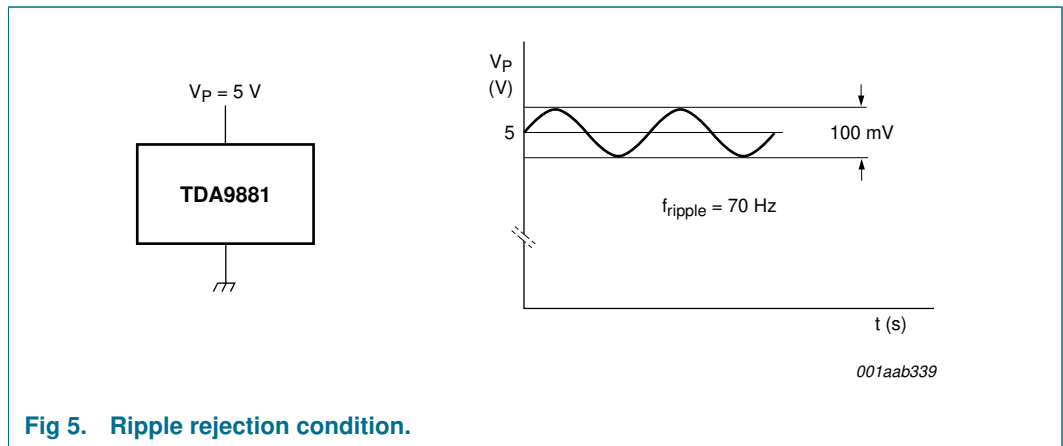 V_P = 5 V
TDA9881
V_P
(V)
5
100 mV
f_ripple = 70 Hz
t (s)
001aab339
Fig 5. Ripple rejection condition.